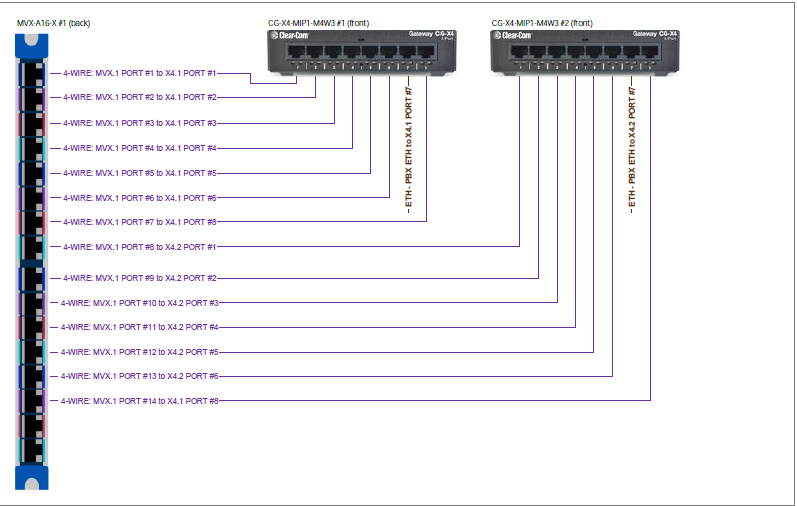 MVX-A16-X #1 (back)
CG-X4-MIP1-M4W3 #1 (front)
CG-X4-MIP1-M4W3 #2 (front)
Clear-Com
Gateway CG-X4
4-Port
Clear-Com
Gateway CG-X4
4-Port
4-WIRE: MVX.1 PORT #1 to X4.1 PORT #1
4-WIRE: MVX.1 PORT #2 to X4.1 PORT #2
4-WIRE: MVX.1 PORT #3 to X4.1 PORT #3
4-WIRE: MVX.1 PORT #4 to X4.1 PORT #4
4-WIRE: MVX.1 PORT #5 to X4.1 PORT #5
4-WIRE: MVX.1 PORT #6 to X4.1 PORT #6
4-WIRE: MVX.1 PORT #7 to X4.1 PORT #8
4-WIRE: MVX.1 PORT #8 to X4.2 PORT #1
4-WIRE: MVX.1 PORT #9 to X4.2 PORT #2
4-WIRE: MVX.1 PORT #10 to X4.2 PORT #3
4-WIRE: MVX.1 PORT #11 to X4.2 PORT #4
4-WIRE: MVX.1 PORT #12 to X4.2 PORT #5
4-WIRE: MVX.1 PORT #13 to X4.2 PORT #6
4-WIRE: MVX.1 PORT #14 to X4.1 PORT #8
ETH - PBX ETH to X4.1 PORT #7
ETH - PBX ETH to X4.2 PORT #7